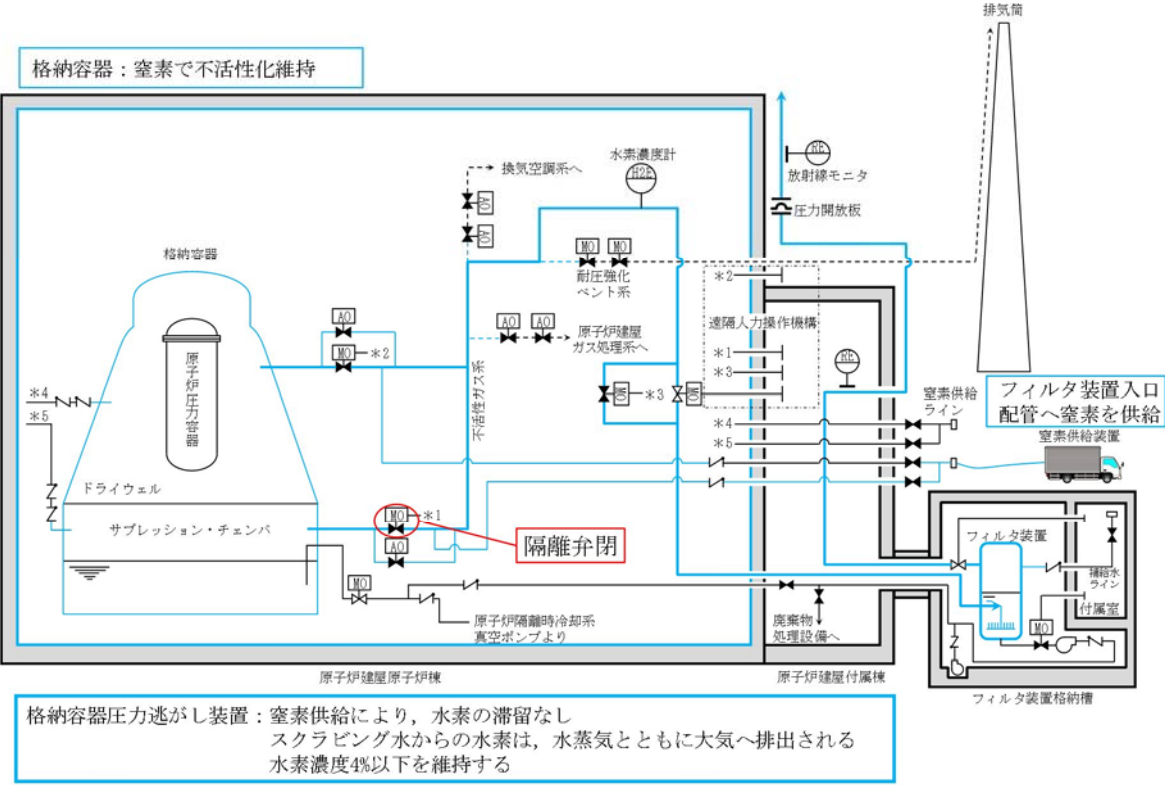 排気筒
格納容器：窒素で不活性化維持
水素濃度計
H2E
RE
放射線モニタ
換気空調系へ
AO
AO
圧力開放板
格納容器
MO
MO
耐圧強化
ベント系
＊2
AO
AO
AO
原子炉建屋
ガス処理系へ
遠隔人力操作機構
MO
＊2
＊1
RE
＊3
原子炉圧力容器
不活性ガス系
MO
＊3
MO
フィルタ装置入口
配管へ窒素を供給
窒素供給
ライン
＊4
＊5
＊4
＊5
窒素供給装置
ドライウェル
サプレッション・チェンバ
MO
＊1
隔離弁閉
AO
フィルタ装置
MO
補給水
ライン
付属室
MO
原子炉隔離時冷却系
真空ポンプより
廃棄物
処理設備へ
原子炉建屋原子炉棟
原子炉建屋付属棟
フィルタ装置格納槽
格納容器圧力逃がし装置：窒素供給により，水素の滞留なし
スクラビング水からの水素は，水蒸気とともに大気へ排出される
水素濃度4%以下を維持する